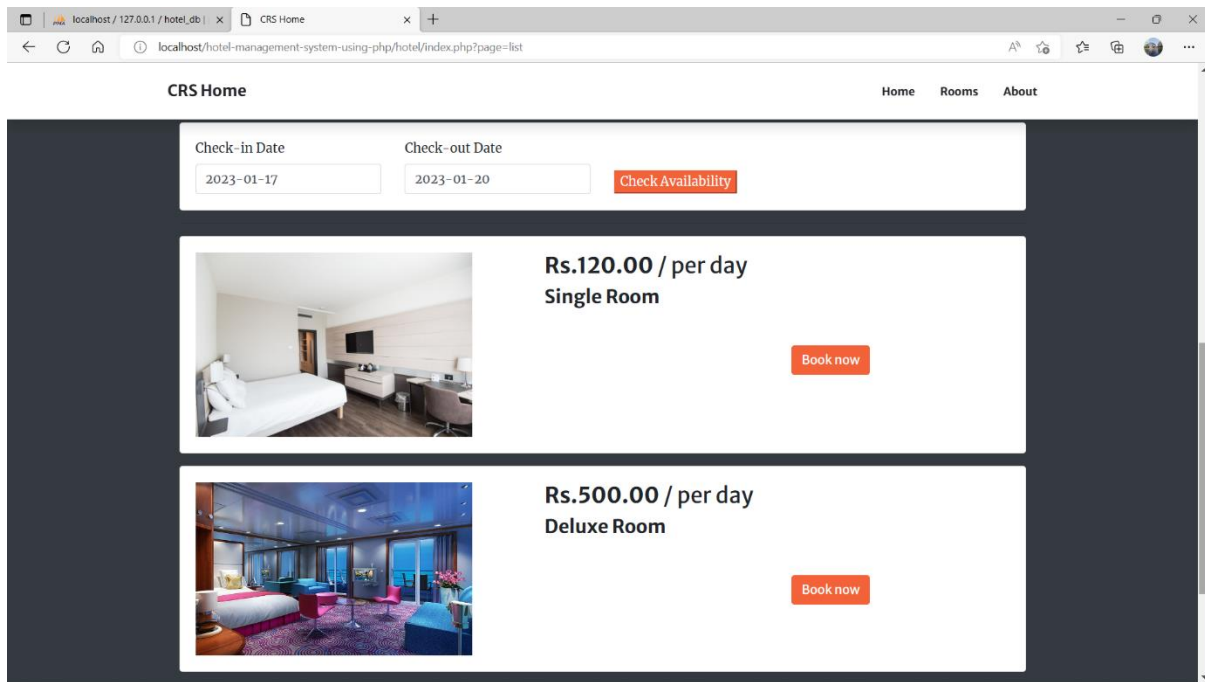 localhost / 127.0.0.1 / hotel_db |
CRS Home
localhost/hotel-management-system-using-php/hotel/index.php?page=list
CRS Home
Home Rooms About
Check-in Date Check-out Date
2023-01-17 2023-01-20 Check Availability
Rs.120.00 / per day
Single Room
Book now
Rs.500.00 / per day
Deluxe Room
Book now